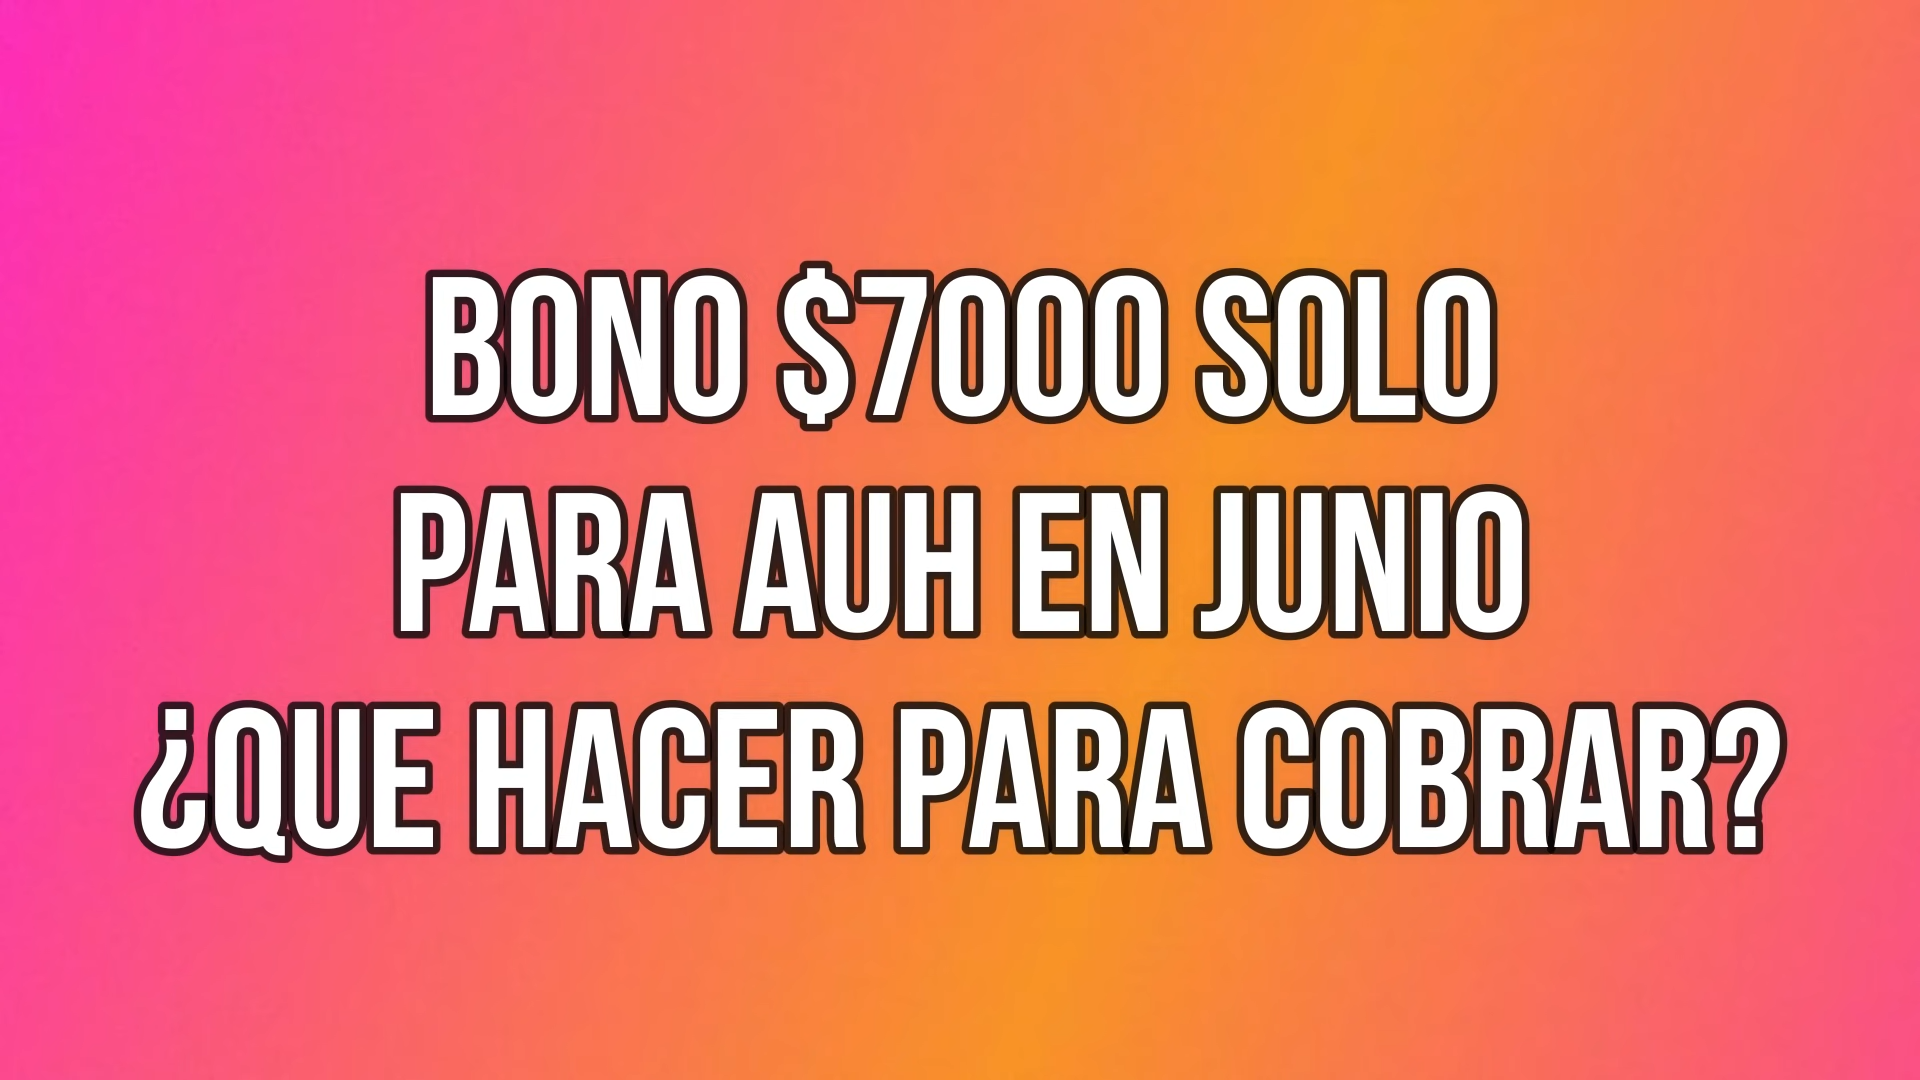 BONO $7000 SOLO
PARA AUH EN JUNIO
¿QUE HACER PARA COBRAR?